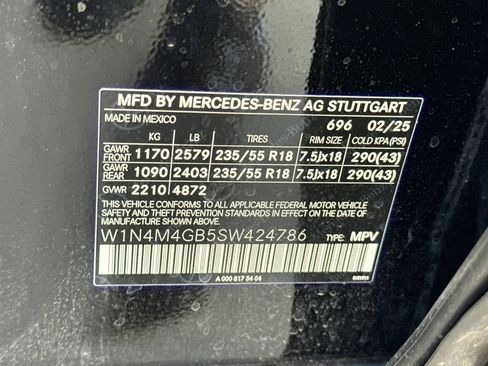 MFD BY MERCEDES-BENZ AG STUTTGART
MADE IN MEXICO 696 02/25
KG LB TIRES RIM SIZE COLD KPA(PSI)
GAWR FRONT 1170 2579 235/55 R18 7.5Jx18 290(43)
GAWR REAR 1090 2403 235/55 R18 7.5Jx18 290(43)
GVWR 2210 4872
THIS VEHICLE CONFORMS TO ALL APPLICABLE FEDERAL MOTOR VEHICLE
SAFETY STANDARDS IN EFFECT ON THE DATE OF MANUFACTURE SHOWN ABOVE.
W1N4M4GB5SW424786 TYPE: MPV
A 000 817 54 04